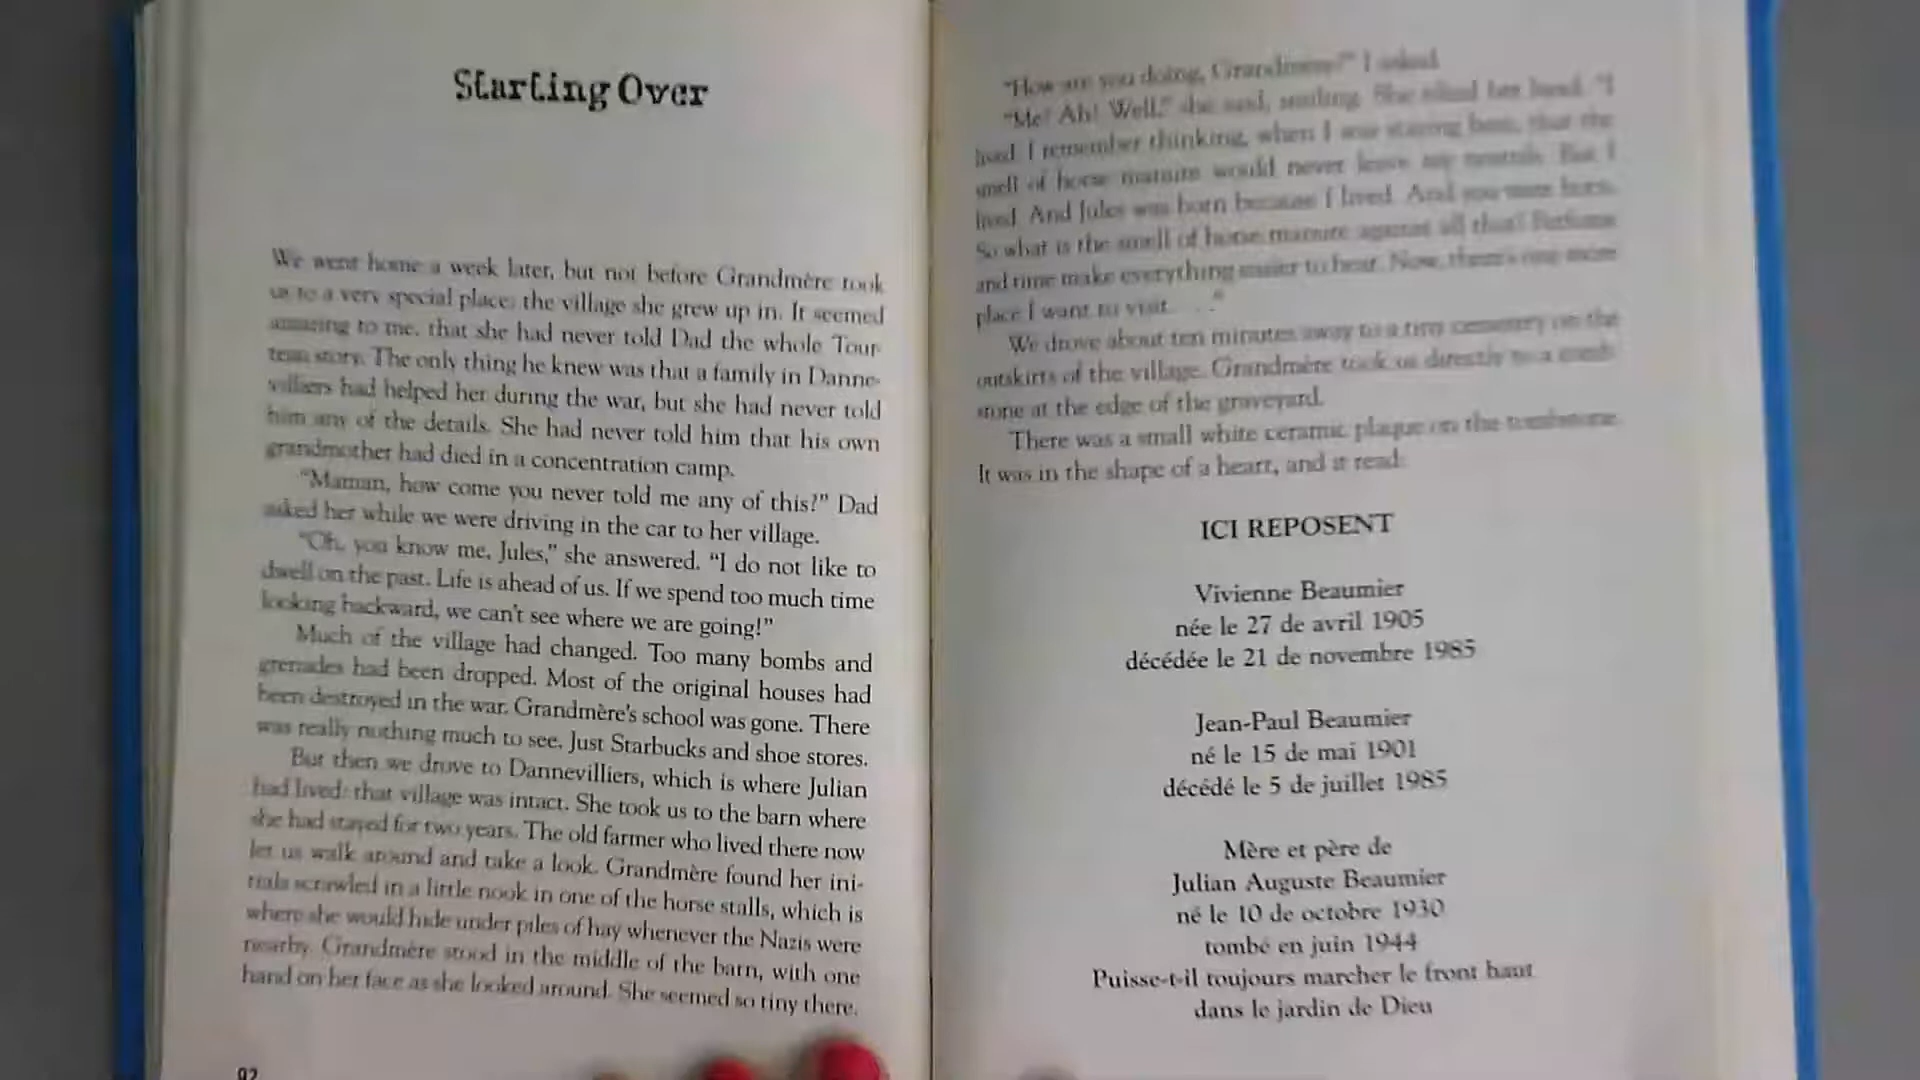 Starting Over
We went home a week later, but not before Grandmère took
us to a very special place: the village she grew up in. It seemed
amazing to me, that she had never told Dad the whole Tour-
teau story. The only thing he knew was that a family in Danne-
villiers had helped her during the war, but she had never told
him any of the details. She had never told him that his own
grandmother had died in a concentration camp.
“Maman, how come you never told me any of this?” Dad
asked her while we were driving in the car to her village.
“Oh, you know me, Jules,” she answered. “I do not like to
dwell on the past. Life is ahead of us. If we spend too much time
looking backward, we can't see where we are going!”
Much of the village had changed. Too many bombs and
grenades had been dropped. Most of the original houses had
been destroyed in the war. Grandmère's school was gone. There
was really nothing much to see. Just Starbucks and shoe stores.
But then we drove to Dannevilliers, which is where Julian
had lived: that village was intact. She took us to the barn where
she had stayed for two years. The old farmer who lived there now
let us walk around and take a look. Grandmère found her ini-
tials scrawled in a little nook in one of the horse stalls, which is
where she would hide under piles of hay whenever the Nazis were
nearby. Grandmère stood in the middle of the barn, with one
hand on her face as she looked around. She seemed so tiny there.
92
“How are you doing, Grandmère?” I asked.
“Me? Ah! Well,” she said, smiling. She tilted her head. “I
lived. I remember thinking, when I was staying here, that the
smell of horse manure would never leave my nostrils. But I
lived. And Jules was born because I lived. And you were born.
So what is the smell of horse manure against all that? Perfume
and time make everything easier to bear. Now, there's one more
place I want to visit. . . .”
We drove about ten minutes away to a tiny cemetery on the
outskirts of the village. Grandmère took us directly to a tomb-
stone at the edge of the graveyard.
There was a small white ceramic plaque on the tombstone.
It was in the shape of a heart, and it read:
ICI REPOSENT
Vivienne Beaumier
née le 27 de avril 1905
décédée le 21 de novembre 1985
Jean-Paul Beaumier
né le 15 de mai 1901
décédé le 5 de juillet 1985
Mère et père de
Julian Auguste Beaumier
né le 10 de octobre 1930
tombé en juin 1944
Puisse-t-il toujours marcher le front haut
dans le jardin de Dieu